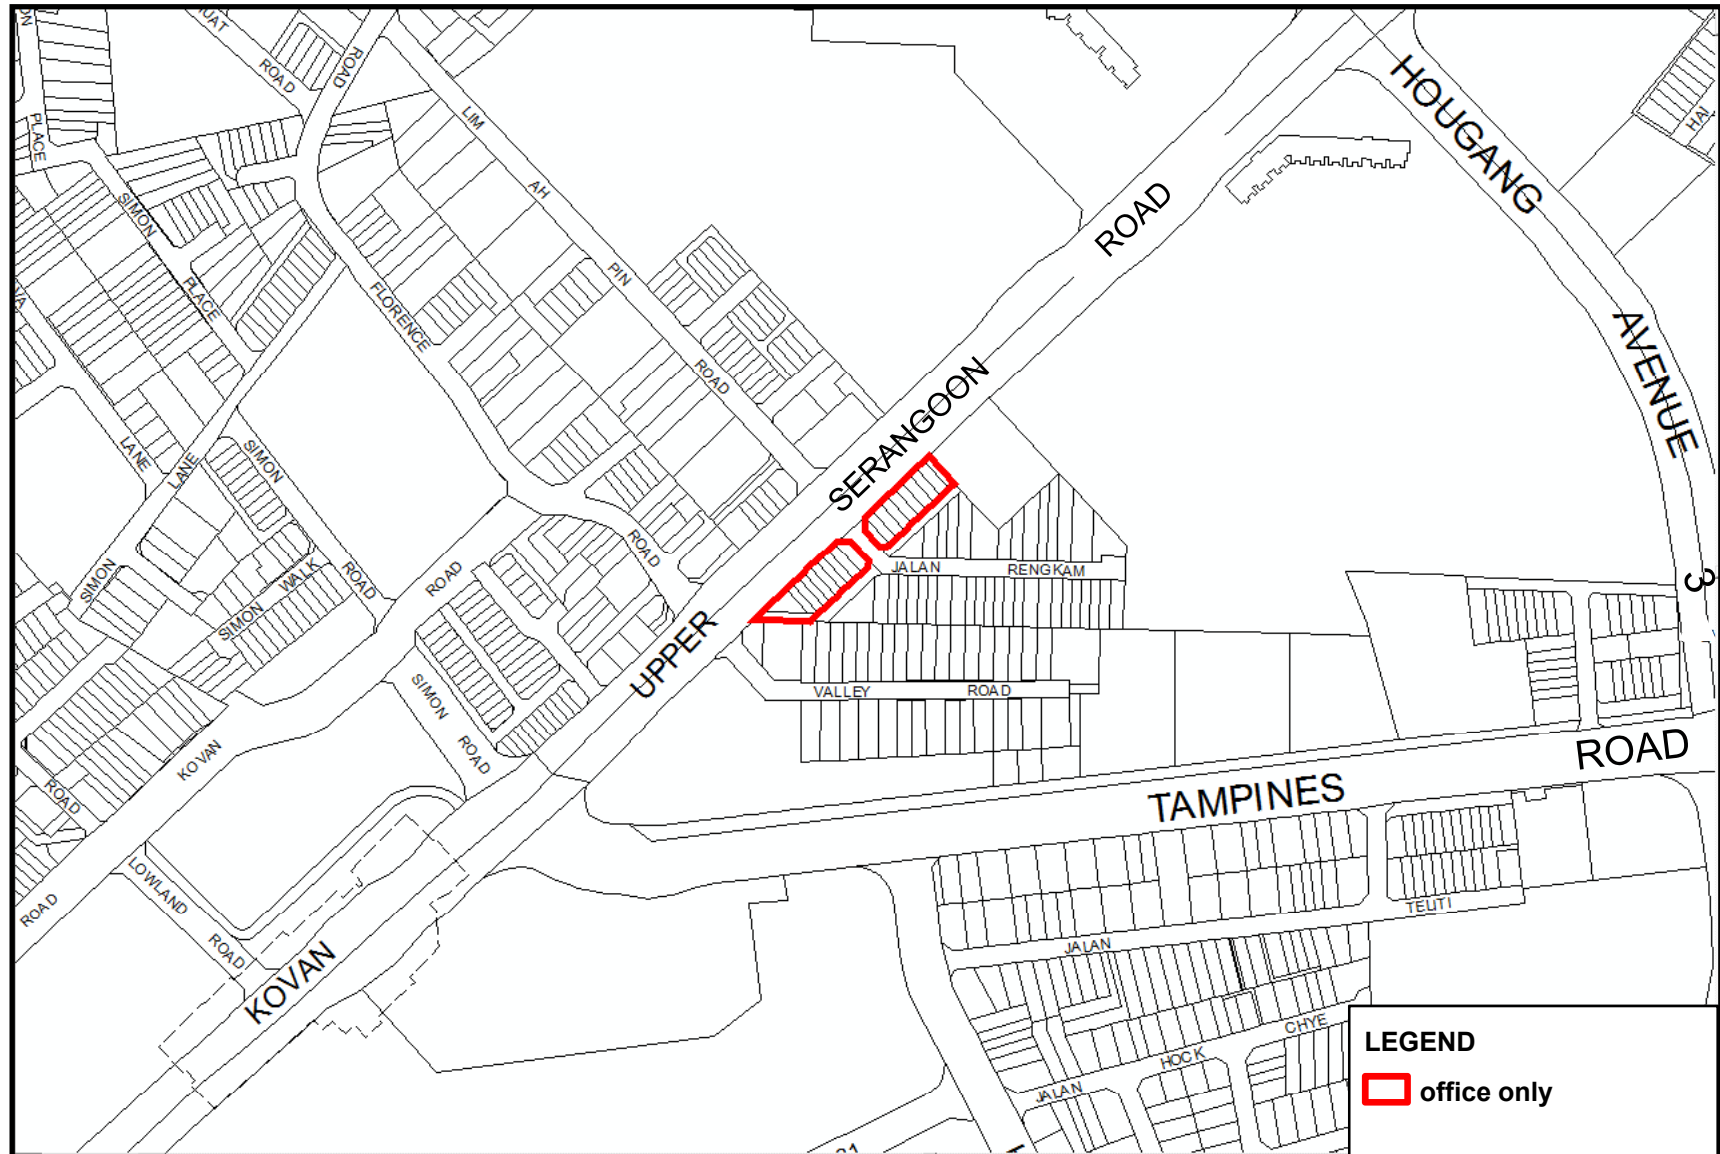 ROAD
ROAD
PLACE
LIM
AH
PIN
ROAD
SIMON
PLACE
FLORENCE
ROAD
HOUGANG
AVENUE
3
HAI
UPPER
SERANGOON
ROAD
LANE
LANE
SIMON
SIMON
ROAD
SIMON
WALK
ROAD
KOVAN
ROAD
SIMON
ROAD
JALAN
RENGKAM
VALLEY
ROAD
TAMPINES
ROAD
ROAD
LOWLAND
ROAD
KOVAN
JALAN
TELITI
JALAN
HOCK
CHYE
LEGEND
office only